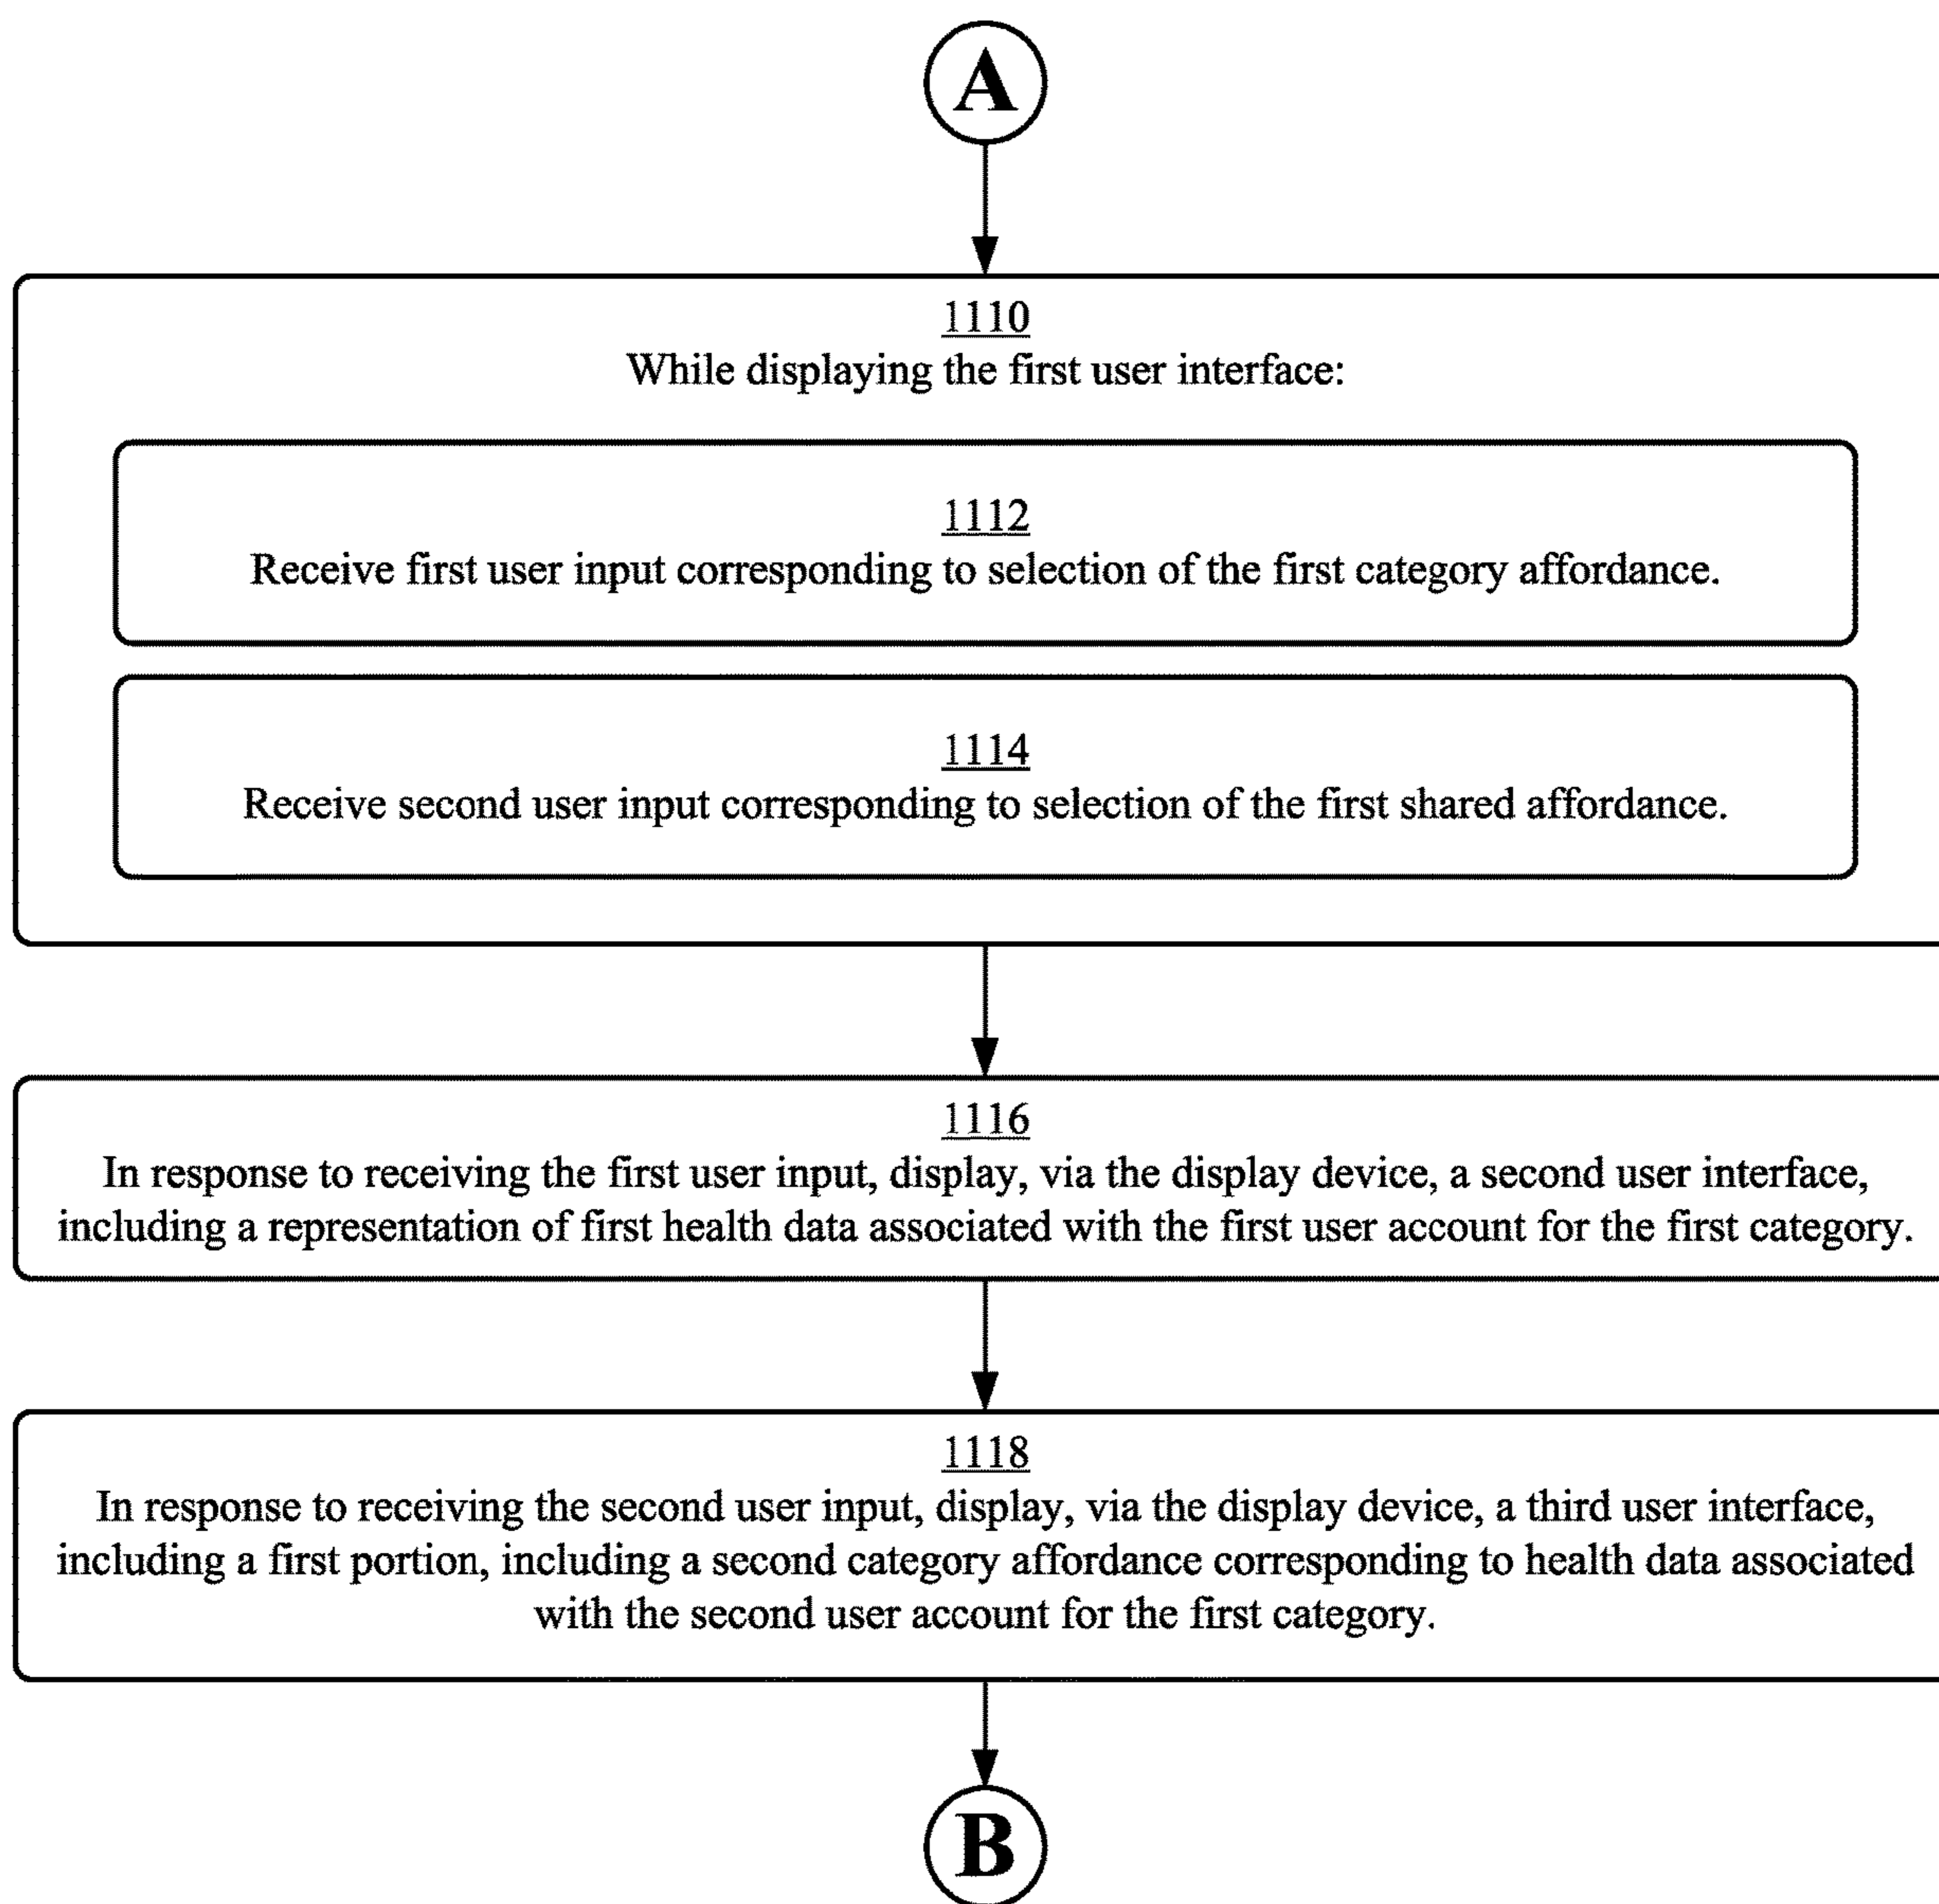 A
1110
While displaying the first user interface:
1112
Receive first user input corresponding to selection of the first category affordance.
1114
Receive second user input corresponding to selection of the first shared affordance.
1116
In response to receiving the first user input, display, via the display device, a second user interface,
including a representation of first health data associated with the first user account for the first category.
1118
In response to receiving the second user input, display, via the display device, a third user interface,
including a first portion, including a second category affordance corresponding to health data associated
with the second user account for the first category.
B